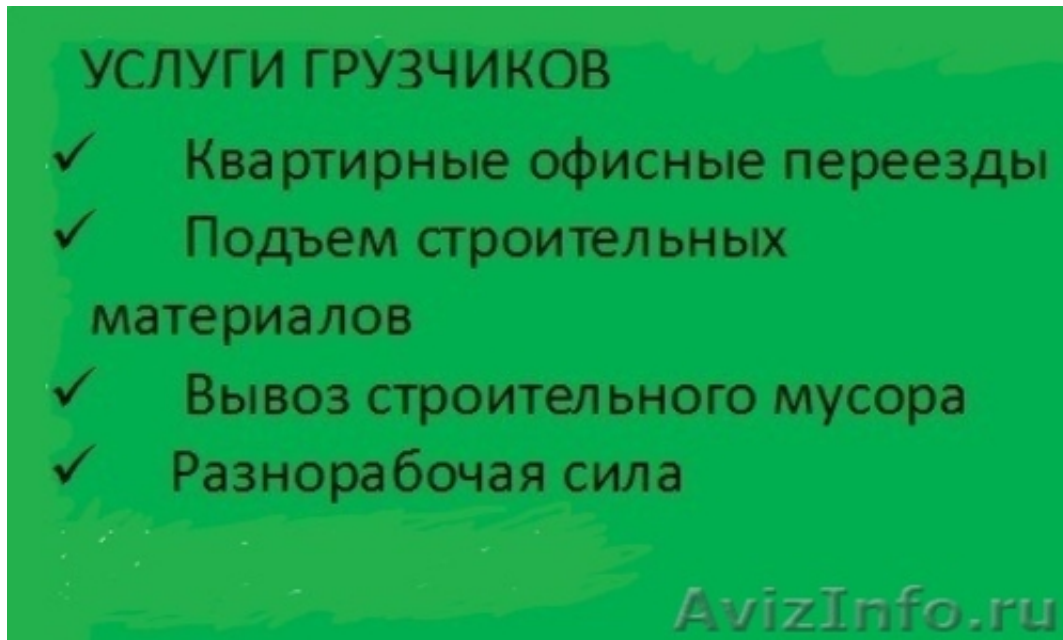 УСЛУГИ ГРУЗЧИКОВ
✓ Квартирные офисные переезды
✓ Подъем строительных
материалов
✓ Вывоз строительного мусора
✓ Разнорабочая сила
AvizInfo.ru